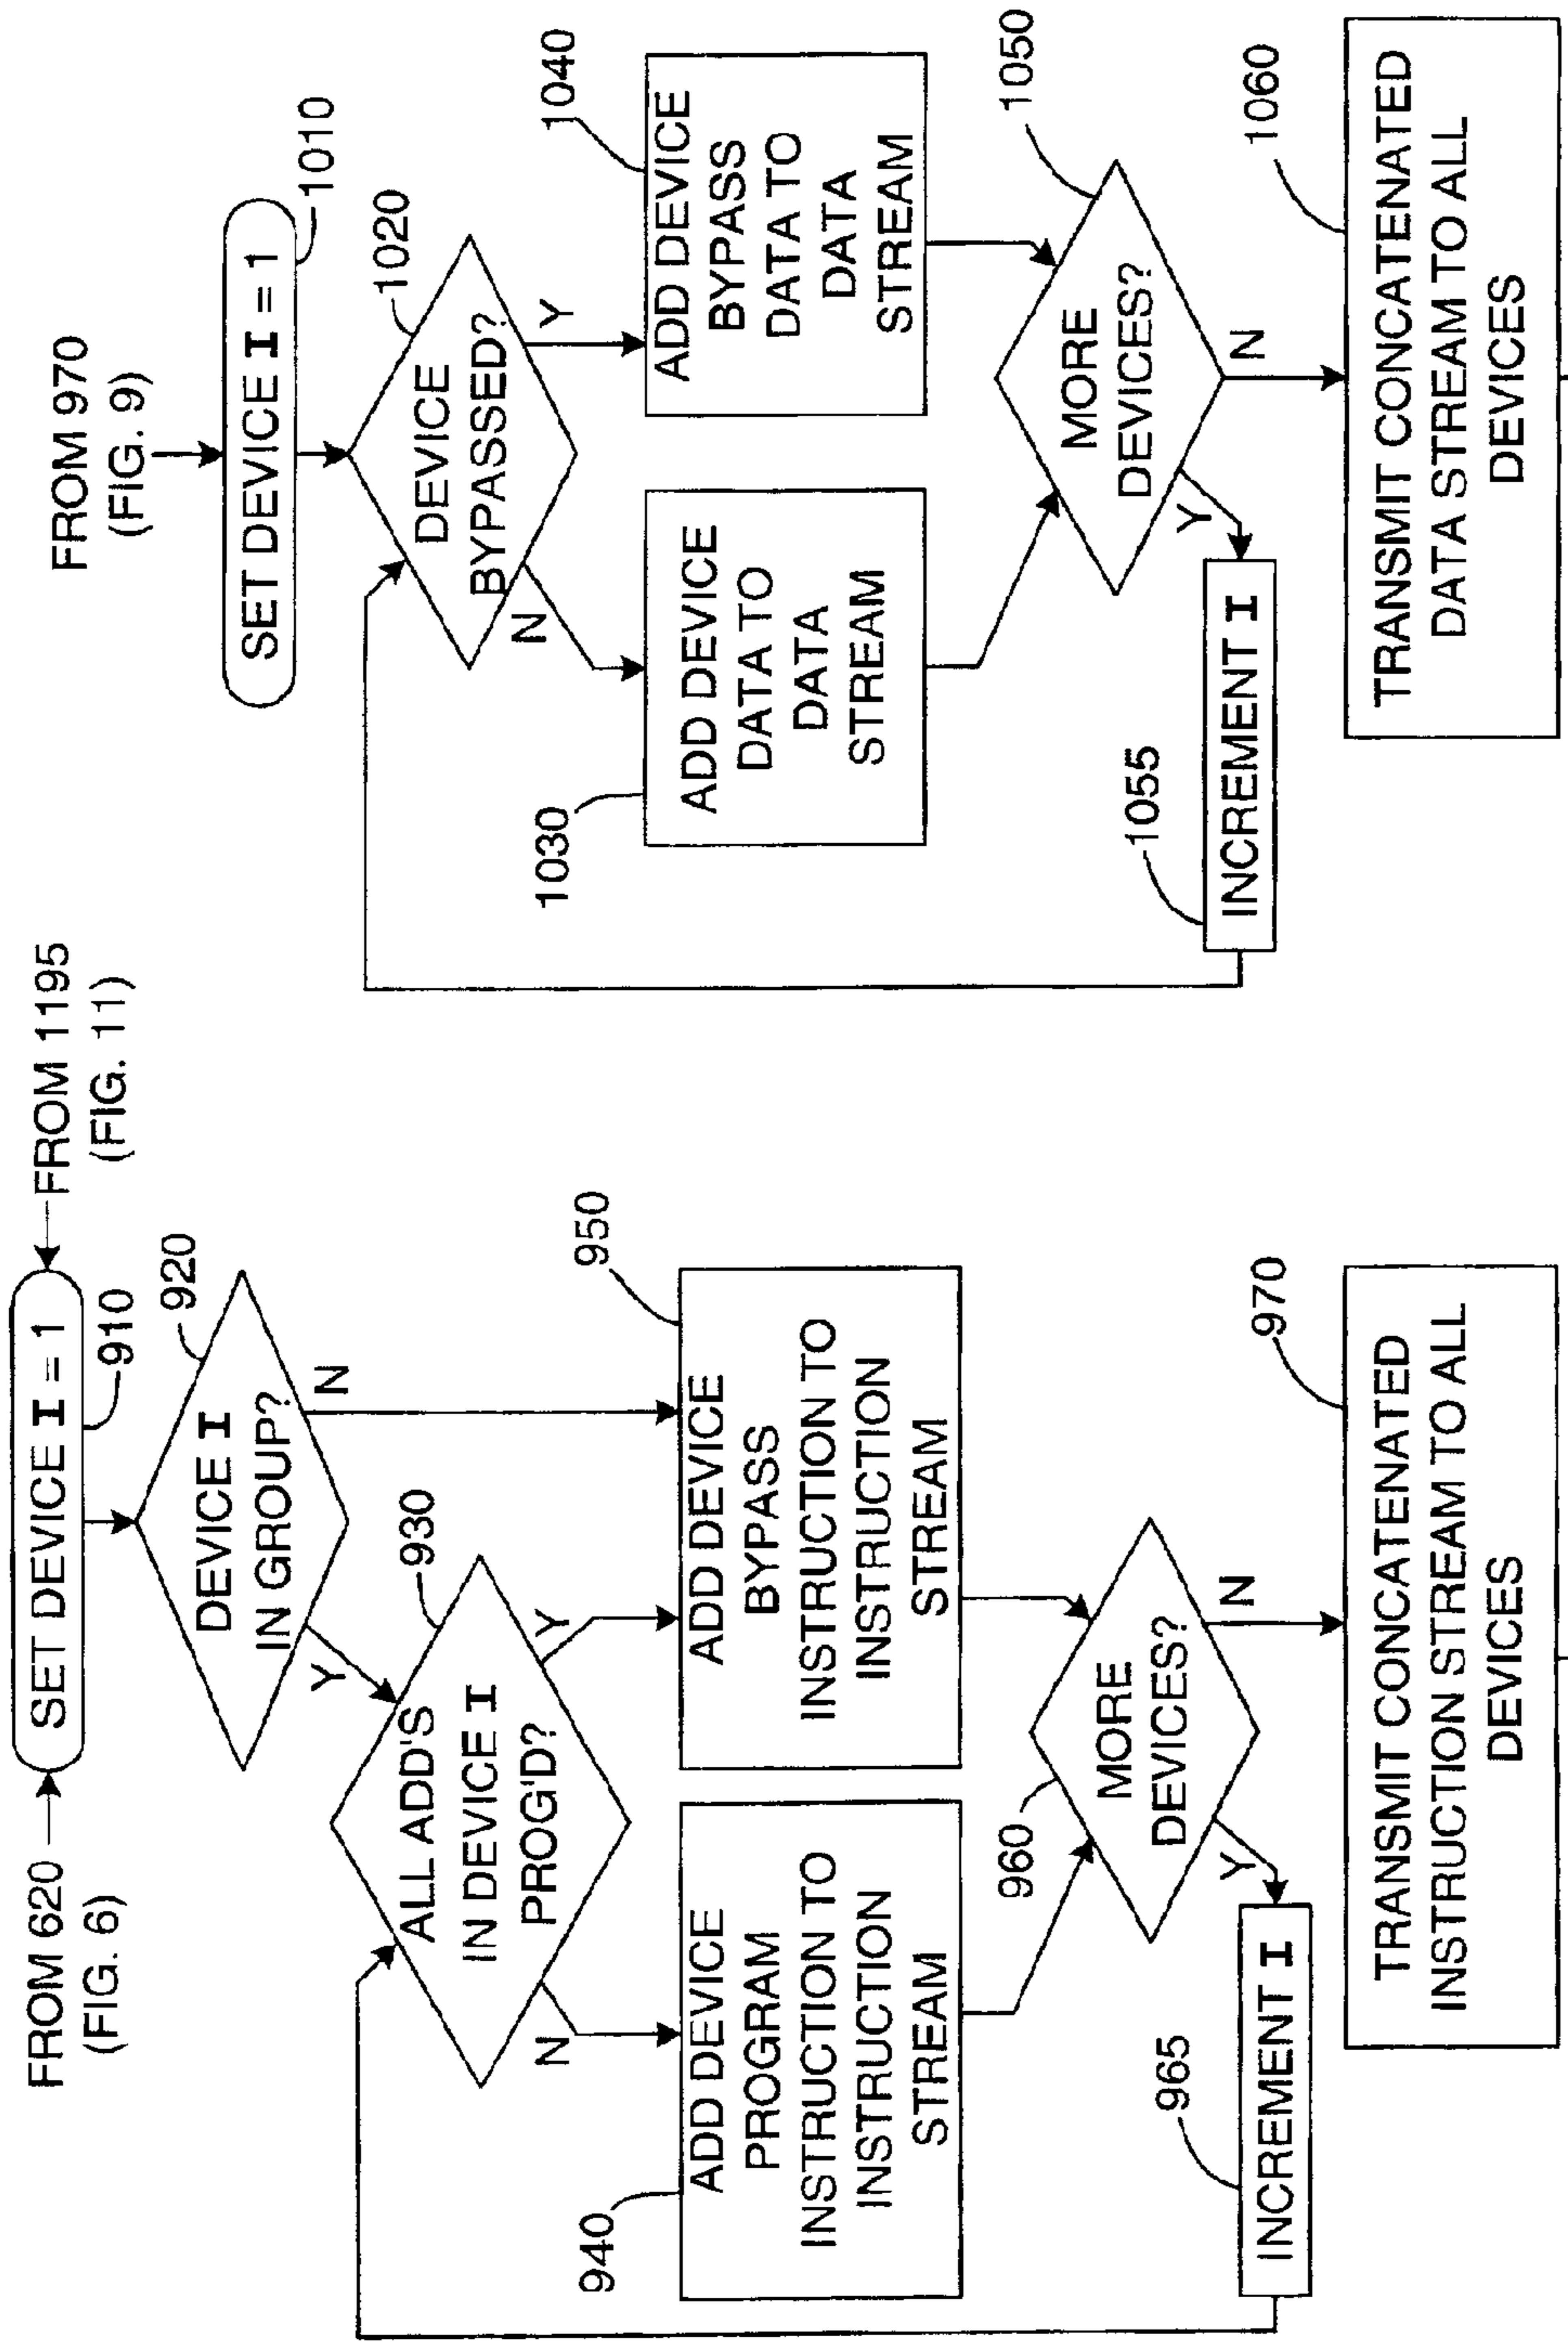 FROM 620
(FIG. 6)
SET DEVICE I = 1
FROM 1195
(FIG. 11)
910
920
DEVICE I
IN GROUP?
Y
N
930
ALL ADD'S
IN DEVICE I
PROG'D?
N
Y
940
ADD DEVICE
PROGRAM
INSTRUCTION TO
INSTRUCTION
STREAM
950
ADD DEVICE
BYPASS
INSTRUCTION TO
INSTRUCTION
STREAM
960
MORE
DEVICES?
Y
N
965
INCREMENT I
970
TRANSMIT CONCATENATED
INSTRUCTION STREAM TO ALL
DEVICES
FROM 970
(FIG. 9)
SET DEVICE I = 1
1010
1020
DEVICE
BYPASSED?
N
Y
1030
ADD DEVICE
DATA TO
DATA
STREAM
1040
ADD DEVICE
BYPASS
DATA TO
DATA
STREAM
1050
MORE
DEVICES?
Y
N
1055
INCREMENT I
1060
TRANSMIT CONCATENATED
DATA STREAM TO ALL
DEVICES